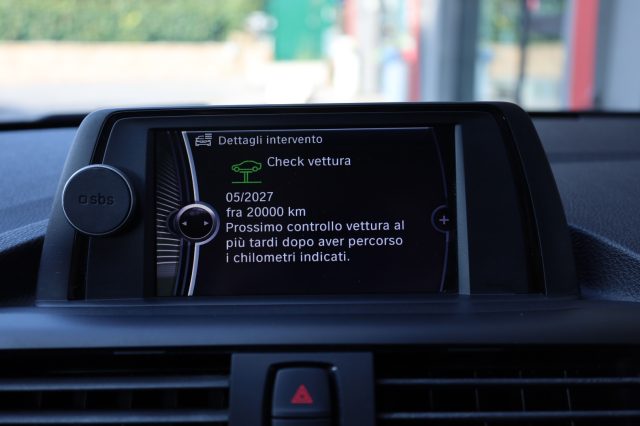 Dettagli intervento
Check vettura
05/2027
fra 20000 km
Prossimo controllo vettura al
più tardi dopo aver percorso
i chilometri indicati.
sbs